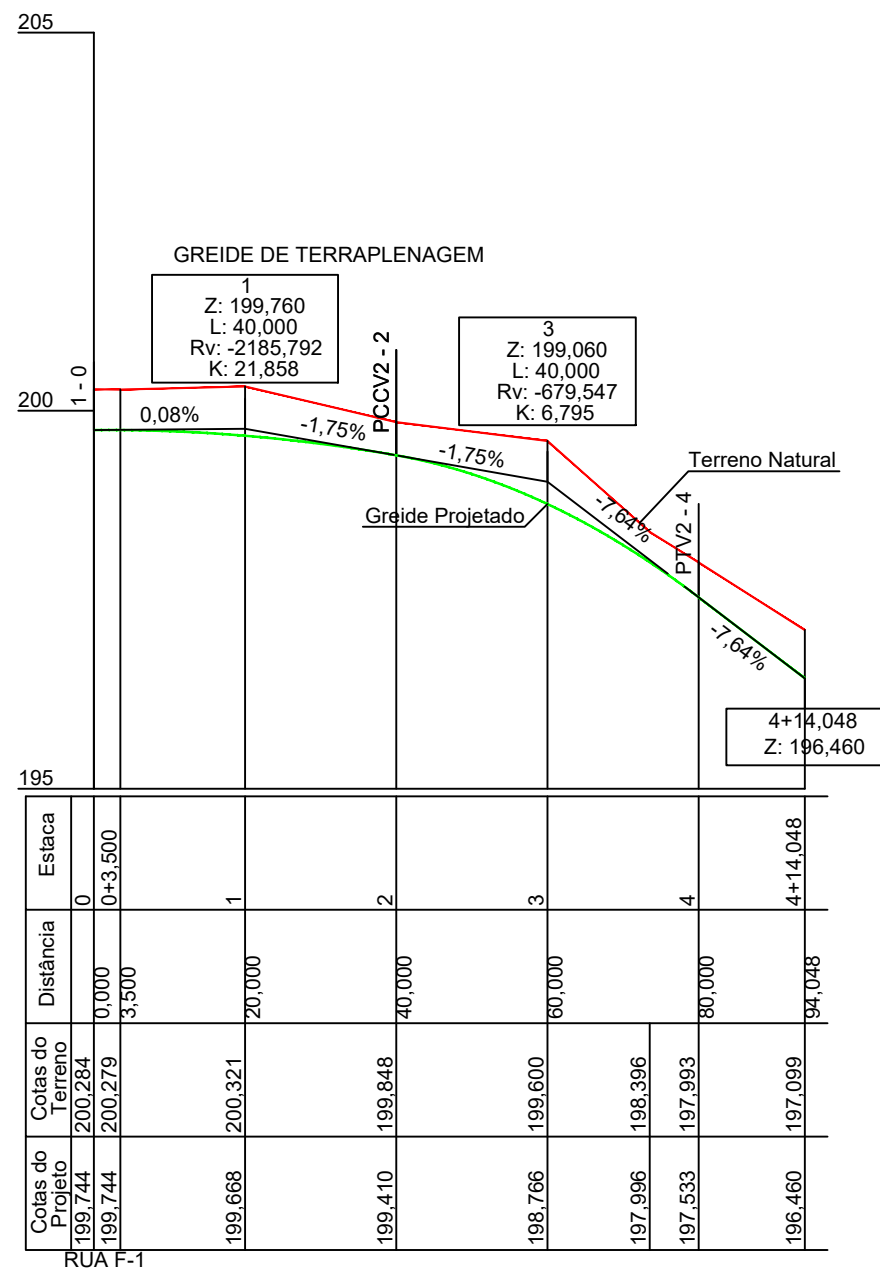 205
GREIDE DE TERRAPLENAGEM
1
Z: 199,760
L: 40,000
Rv: -2185,792
K: 21,858
3
Z: 199,060
L: 40,000
Rv: -679,547
K: 6,795
200
1 - 0
0,08%
-1,75%
PCCV2 - 2
-1,75%
Terreno Natural
Greide Projetado
-7,64%
PTV2 - 4
-7,64%
4+14,048
Z: 196,460
195
Estaca
0
0+3,500
1
2
3
4
4+14,048
Distância
0,000
3,500
20,000
40,000
60,000
80,000
94,048
Cotas do
Terreno
200,284
200,279
200,321
199,848
199,600
198,396
197,993
197,099
Cotas do
Projeto
199,744
199,744
199,668
199,410
198,766
197,996
197,533
196,460
RUA F-1